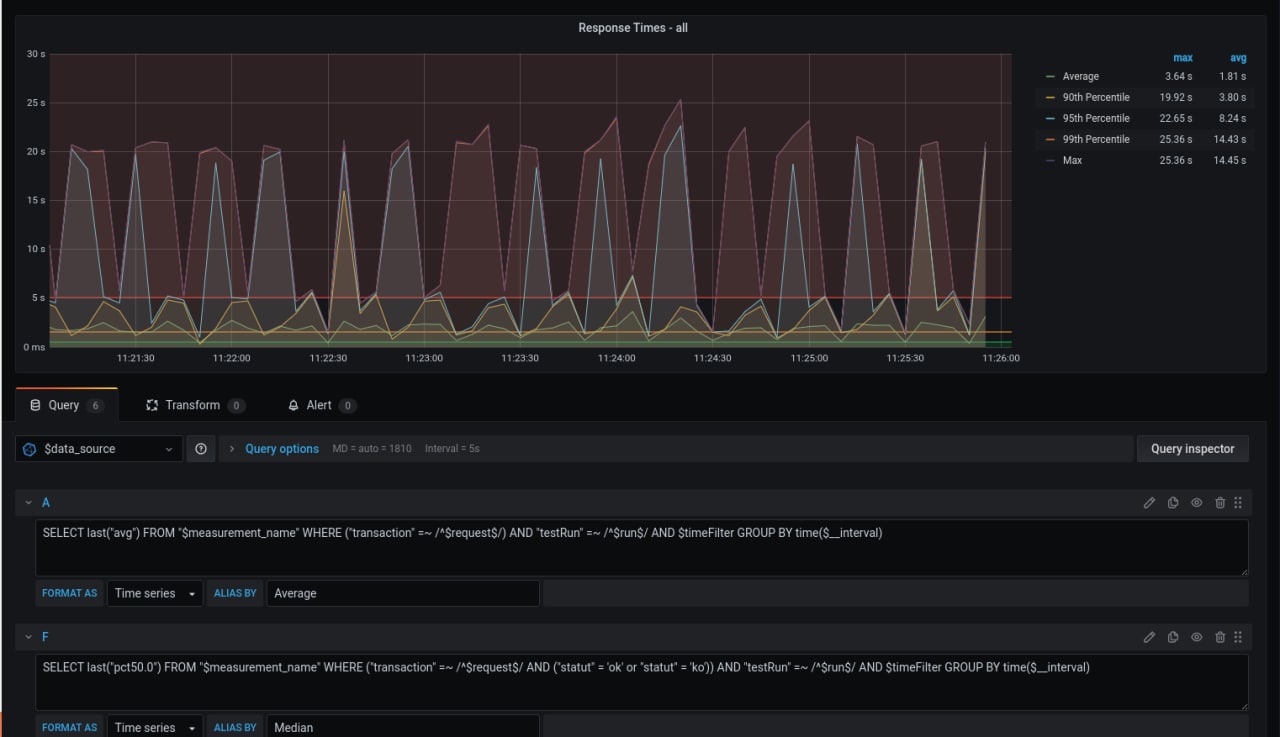 Response Times - all
30 s
25 s
20 s
15 s
10 s
5 s
0 ms
11:21:30 11:22:00 11:22:30 11:23:00 11:23:30 11:24:00 11:24:30 11:25:00 11:25:30 11:26:00
max avg
Average 3.64 s 1.81 s
90th Percentile 19.92 s 3.80 s
95th Percentile 22.65 s 8.24 s
99th Percentile 25.36 s 14.43 s
Max 25.36 s 14.45 s
Query 6 Transform 0 Alert 0
$data_source Query options MD = auto = 1810 Interval = 5s Query inspector
A
SELECT last("avg") FROM "$measurement_name" WHERE ("transaction" =~ /^$request$/) AND "testRun" =~ /^$run$/ AND $timeFilter GROUP BY time($__interval)
FORMAT AS Time series ALIAS BY Average
F
SELECT last("pct50.0") FROM "$measurement_name" WHERE ("transaction" =~ /^$request$/ AND ("statut" = 'ok' or "statut" = 'ko')) AND "testRun" =~ /^$run$/ AND $timeFilter GROUP BY time($__interval)
FORMAT AS Time series ALIAS BY Median